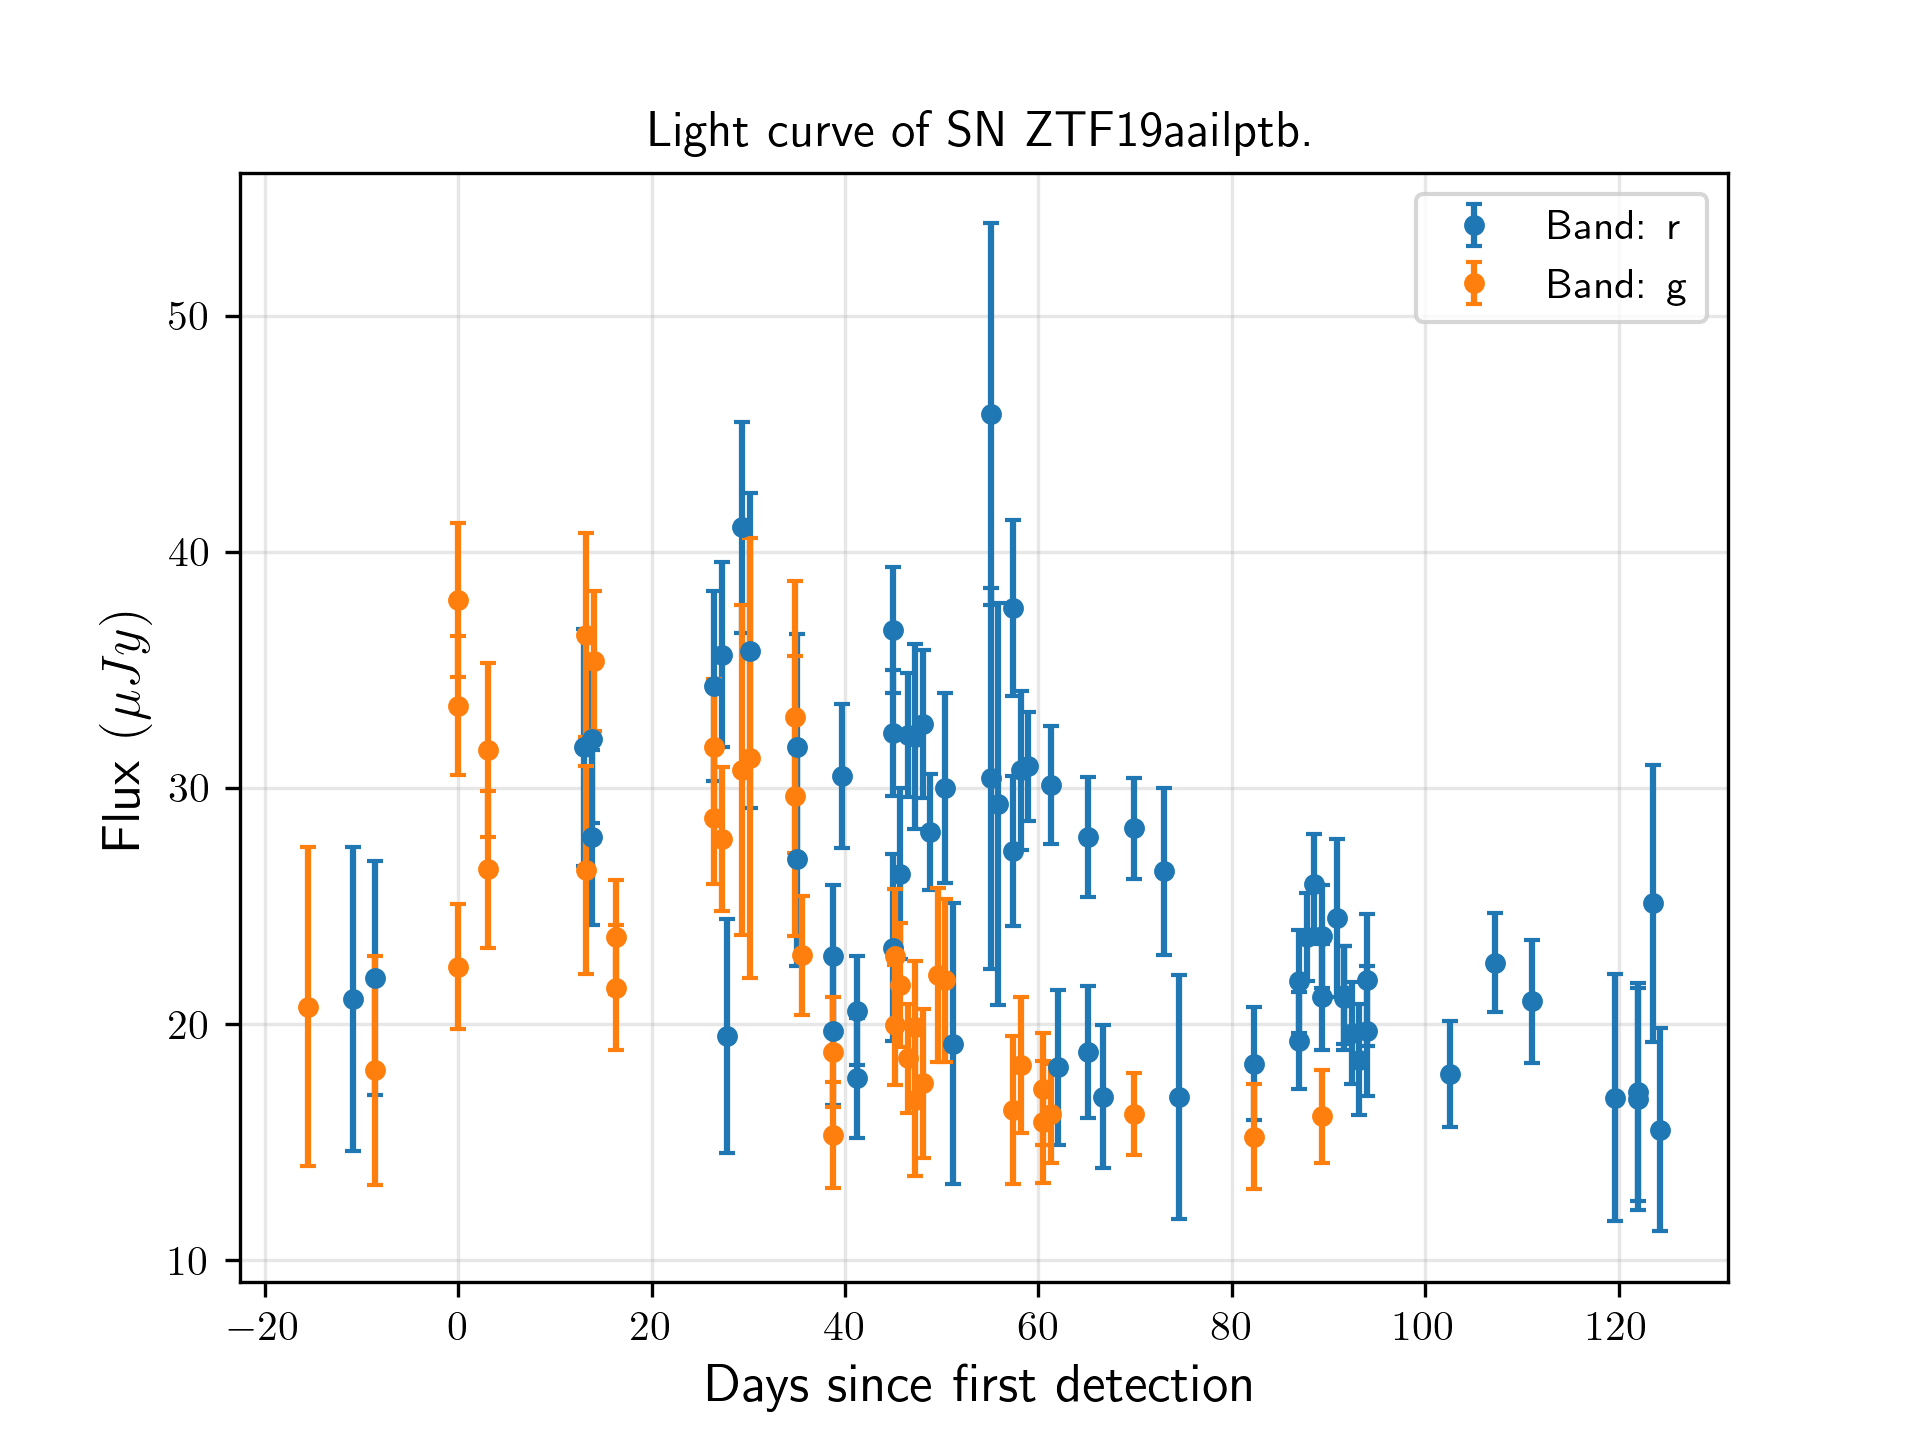 Light curve of SN ZTF19aailptb.
Band: r
Band: g
50
40
30
20
10
Flux (μJy)
−20 0 20 40 60 80 100 120
Days since first detection